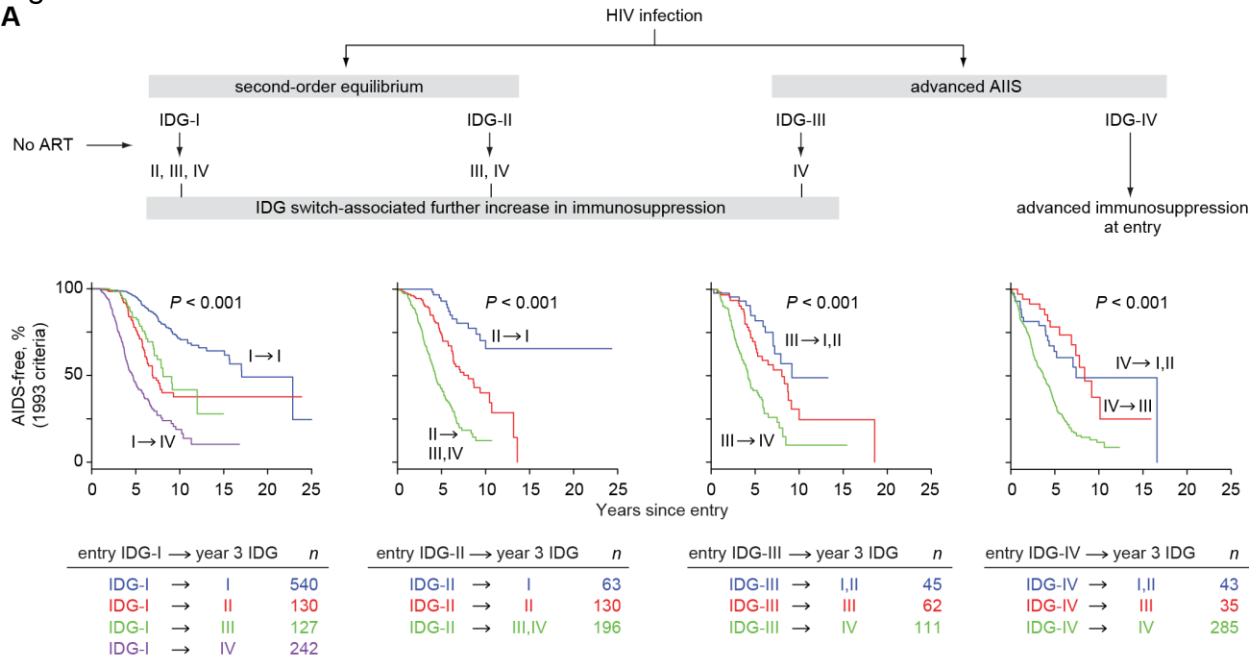 A
HIV infection
second-order equilibrium
advanced AIIS
IDG-I
IDG-II
IDG-III
IDG-IV
No ART
II, III, IV
III, IV
IV
IDG switch-associated further increase in immunosuppression
advanced immunosuppression
at entry
AIDS-free, %
(1993 criteria)
100
50
0
P < 0.001
I → I
I → IV
0 5 10 15 20 25
P < 0.001
II → I
II →
III,IV
0 5 10 15 20 25
P < 0.001
III → I,II
III → IV
0 5 10 15 20 25
P < 0.001
IV → I,II
IV → III
0 5 10 15 20 25
Years since entry
entry IDG-I → year 3 IDG n
IDG-I → I 540
IDG-I → II 130
IDG-I → III 127
IDG-I → IV 242
entry IDG-II → year 3 IDG n
IDG-II → I 63
IDG-II → II 130
IDG-II → III,IV 196
entry IDG-III → year 3 IDG n
IDG-III → I,II 45
IDG-III → III 62
IDG-III → IV 111
entry IDG-IV → year 3 IDG n
IDG-IV → I,II 43
IDG-IV → III 35
IDG-IV → IV 285